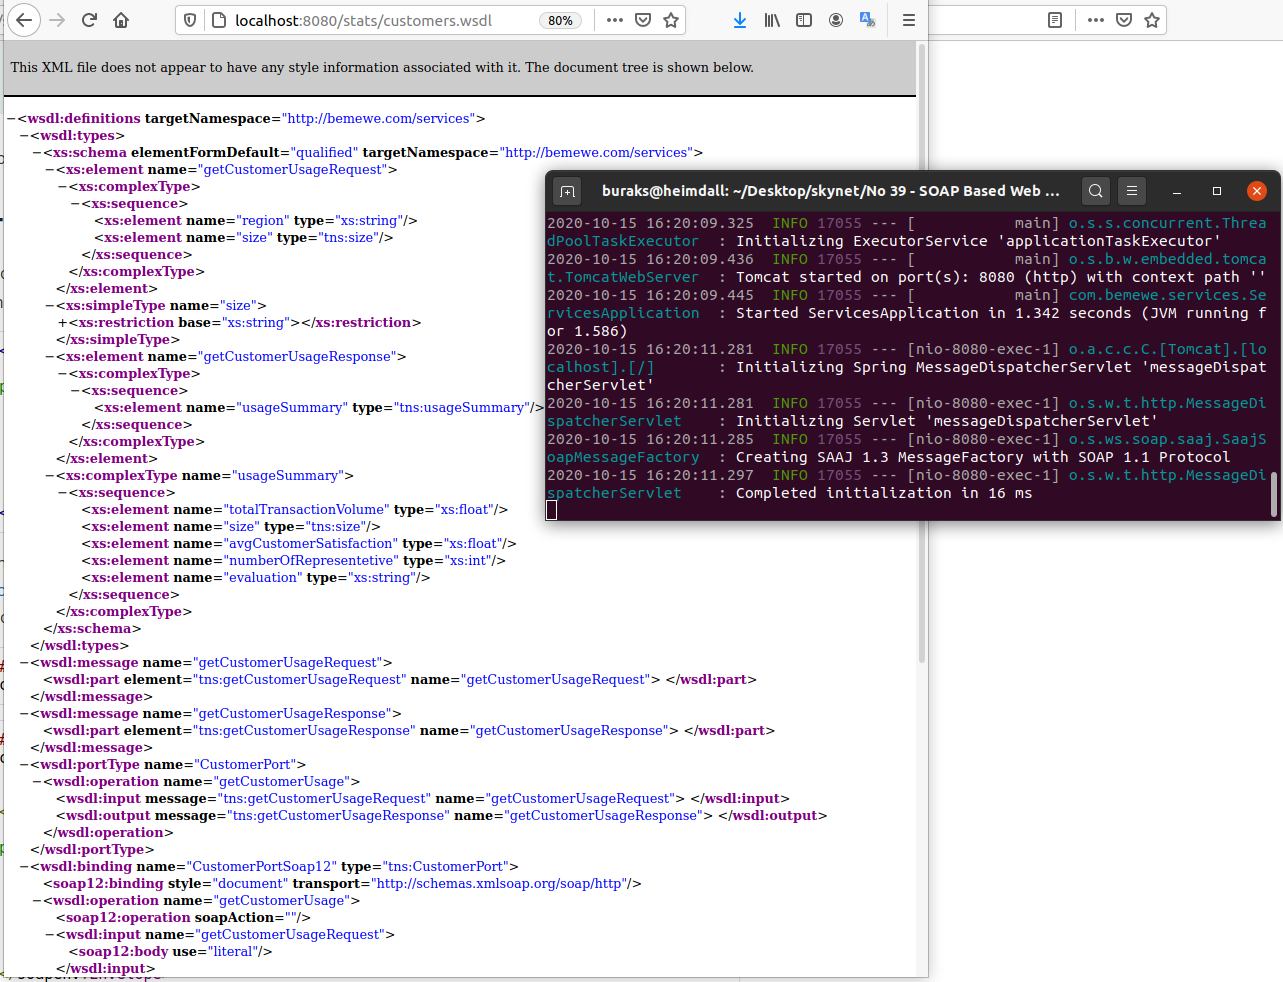 localhost:8080/stats/customers.wsdl
80%
This XML file does not appear to have any style information associated with it. The document tree is shown below.
−<wsdl:definitions targetNamespace="http://bemewe.com/services">
−<wsdl:types>
−<xs:schema elementFormDefault="qualified" targetNamespace="http://bemewe.com/services">
−<xs:element name="getCustomerUsageRequest">
−<xs:complexType>
−<xs:sequence>
<xs:element name="region" type="xs:string"/>
<xs:element name="size" type="tns:size"/>
</xs:sequence>
</xs:complexType>
</xs:element>
−<xs:simpleType name="size">
+<xs:restriction base="xs:string"></xs:restriction>
</xs:simpleType>
−<xs:element name="getCustomerUsageResponse">
−<xs:complexType>
−<xs:sequence>
<xs:element name="usageSummary" type="tns:usageSummary"/>
</xs:sequence>
</xs:complexType>
</xs:element>
−<xs:complexType name="usageSummary">
−<xs:sequence>
<xs:element name="totalTransactionVolume" type="xs:float"/>
<xs:element name="size" type="tns:size"/>
<xs:element name="avgCustomerSatisfaction" type="xs:float"/>
<xs:element name="numberOfRepresentetive" type="xs:int"/>
<xs:element name="evaluation" type="xs:string"/>
</xs:sequence>
</xs:complexType>
</xs:schema>
</wsdl:types>
−<wsdl:message name="getCustomerUsageRequest">
<wsdl:part element="tns:getCustomerUsageRequest" name="getCustomerUsageRequest"> </wsdl:part>
</wsdl:message>
−<wsdl:message name="getCustomerUsageResponse">
<wsdl:part element="tns:getCustomerUsageResponse" name="getCustomerUsageResponse"> </wsdl:part>
</wsdl:message>
−<wsdl:portType name="CustomerPort">
−<wsdl:operation name="getCustomerUsage">
<wsdl:input message="tns:getCustomerUsageRequest" name="getCustomerUsageRequest"> </wsdl:input>
<wsdl:output message="tns:getCustomerUsageResponse" name="getCustomerUsageResponse"> </wsdl:output>
</wsdl:operation>
</wsdl:portType>
−<wsdl:binding name="CustomerPortSoap12" type="tns:CustomerPort">
<soap12:binding style="document" transport="http://schemas.xmlsoap.org/soap/http"/>
−<wsdl:operation name="getCustomerUsage">
<soap12:operation soapAction=""/>
−<wsdl:input name="getCustomerUsageRequest">
<soap12:body use="literal"/>
</wsdl:input>
buraks@heimdall: ~/Desktop/skynet/No 39 - SOAP Based Web ...
2020-10-15 16:20:09.325  INFO 17055 --- [           main] o.s.s.concurrent.Threa
dPoolTaskExecutor  : Initializing ExecutorService 'applicationTaskExecutor'
2020-10-15 16:20:09.436  INFO 17055 --- [           main] o.s.b.w.embedded.tomca
t.TomcatWebServer  : Tomcat started on port(s): 8080 (http) with context path ''
2020-10-15 16:20:09.445  INFO 17055 --- [           main] com.bemewe.services.Se
rvicesApplication  : Started ServicesApplication in 1.342 seconds (JVM running f
or 1.586)
2020-10-15 16:20:11.281  INFO 17055 --- [nio-8080-exec-1] o.a.c.c.C.[Tomcat].[lo
calhost].[/]       : Initializing Spring MessageDispatcherServlet 'messageDispat
cherServlet'
2020-10-15 16:20:11.281  INFO 17055 --- [nio-8080-exec-1] o.s.w.t.http.MessageDi
spatcherServlet    : Initializing Servlet 'messageDispatcherServlet'
2020-10-15 16:20:11.285  INFO 17055 --- [nio-8080-exec-1] o.s.ws.soap.saaj.SaajS
oapMessageFactory  : Creating SAAJ 1.3 MessageFactory with SOAP 1.1 Protocol
2020-10-15 16:20:11.297  INFO 17055 --- [nio-8080-exec-1] o.s.w.t.http.MessageDi
spatcherServlet    : Completed initialization in 16 ms